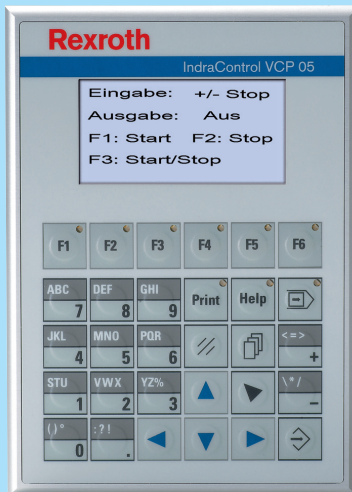 Rexroth
IndraControl VCP 05
Eingabe: +/- Stop
Ausgabe: Aus
F1: Start F2: Stop
F3: Start/Stop
F1 F2 F3 F4 F5 F6
ABC 7 DEF 8 GHI 9 Print Help
JKL 4 MNO 5 PQR 6 <=> +
STU 1 VWX 2 YZ% 3 \*/ –
()° 0 :?! .